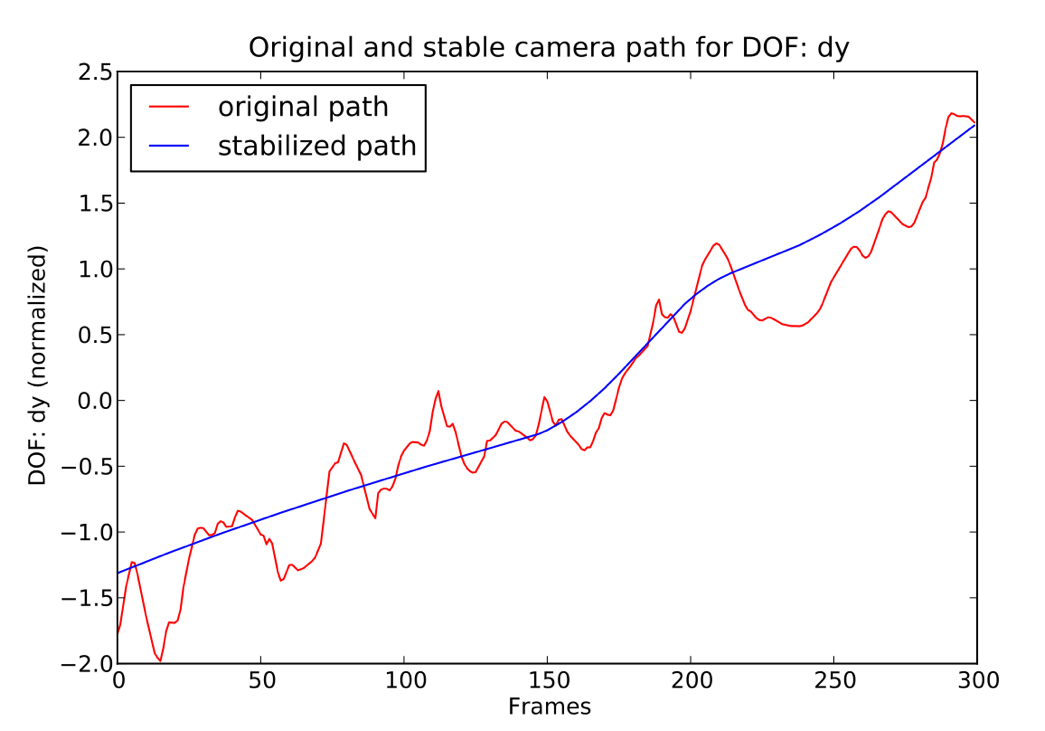 Original and stable camera path for DOF: dy
2.5
original path
stabilized path
2.0
1.5
1.0
0.5
0.0
−0.5
−1.0
−1.5
−2.0
DOF: dy (normalized)
0 50 100 150 200 250 300
Frames